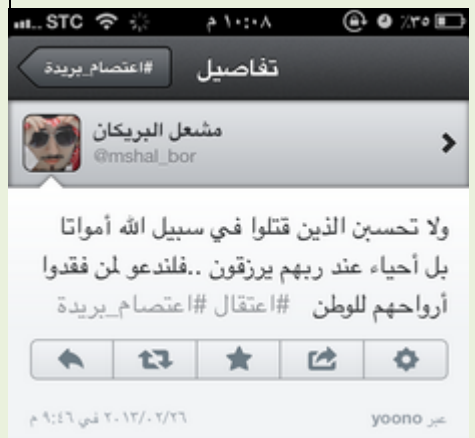 STC ١٠:٠٨ م ٪٣٥
#اعتصام_بريدة تفاصيل
مشعل البريكان
@mshal_bor
ولا تحسبن الذين قتلوا في سبيل الله أمواتا
بل أحياء عند ربهم يرزقون ..فلندعو لمن فقدوا
أرواحهم للوطن #اعتقال #اعتصام_بريدة
عبر yoono ٢٠١٣/٠٢/٢٦ في ٩:٤٦ م